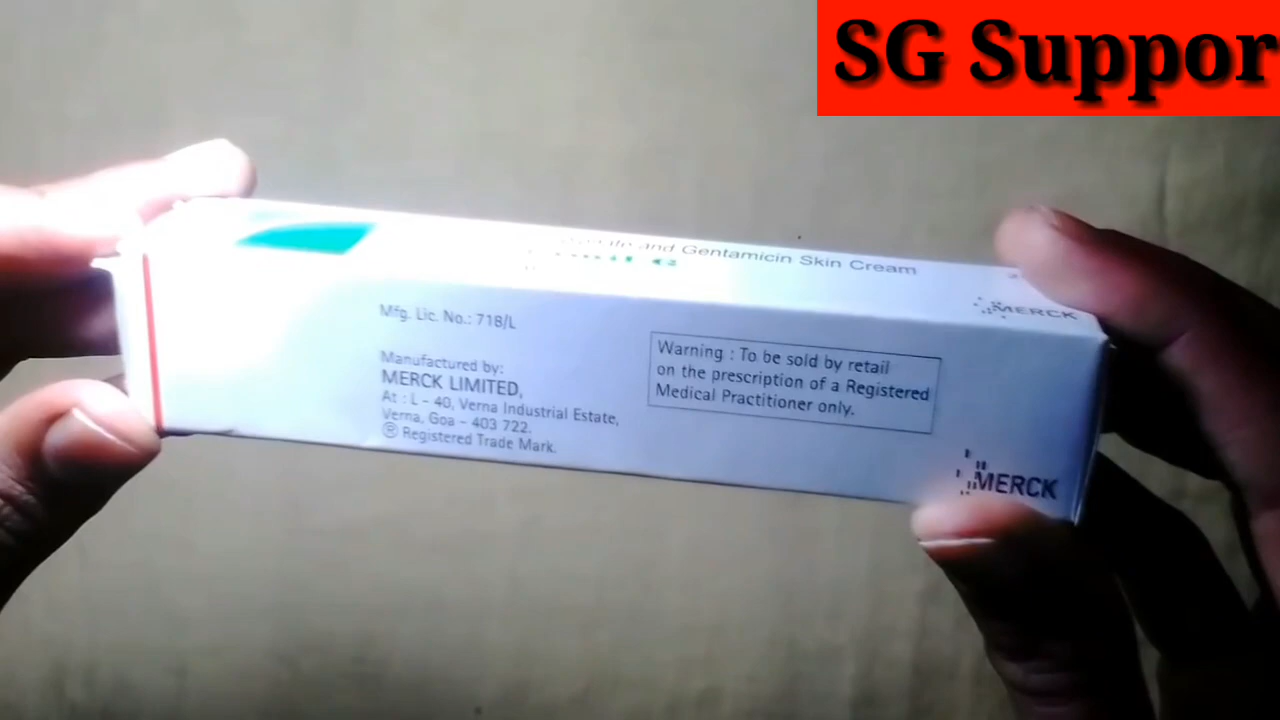 SG Suppor
and Gentamicin Skin Cream
MERCK
Mfg. Lic. No.: 718/L
Manufactured by:
MERCK LIMITED,
At : L - 40, Verna Industrial Estate,
Verna, Goa - 403 722.
® Registered Trade Mark.
Warning : To be sold by retail
on the prescription of a Registered
Medical Practitioner only.
MERCK